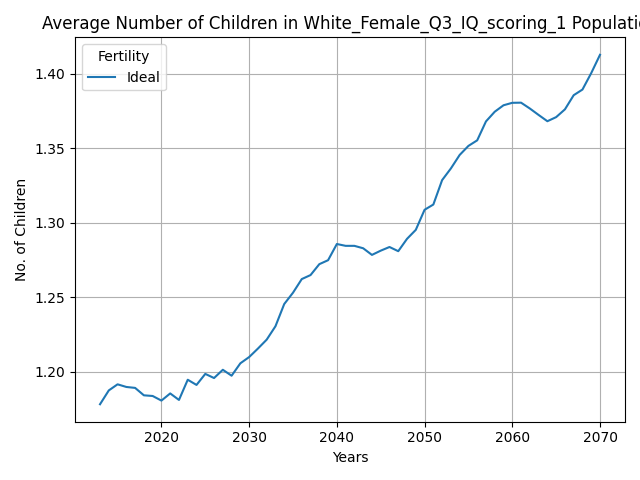 Average Number of Children in White_Female_Q3_IQ_scoring_1 Populatio
Fertility
Ideal
No. of Children
1.40
1.35
1.30
1.25
1.20
2020 2030 2040 2050 2060 2070
Years